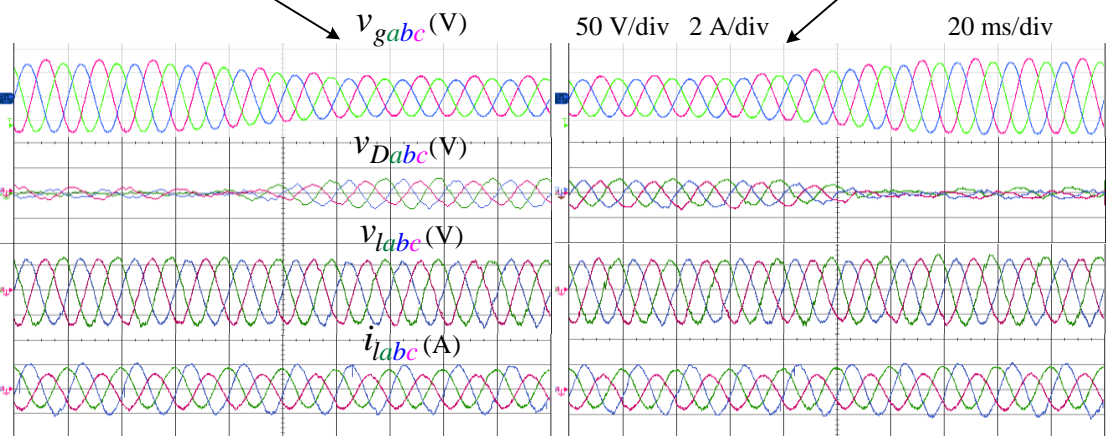 v_gabc (V) 50 V/div 2 A/div 20 ms/div
v_Dabc (V)
v_labc (V)
i_labc (A)